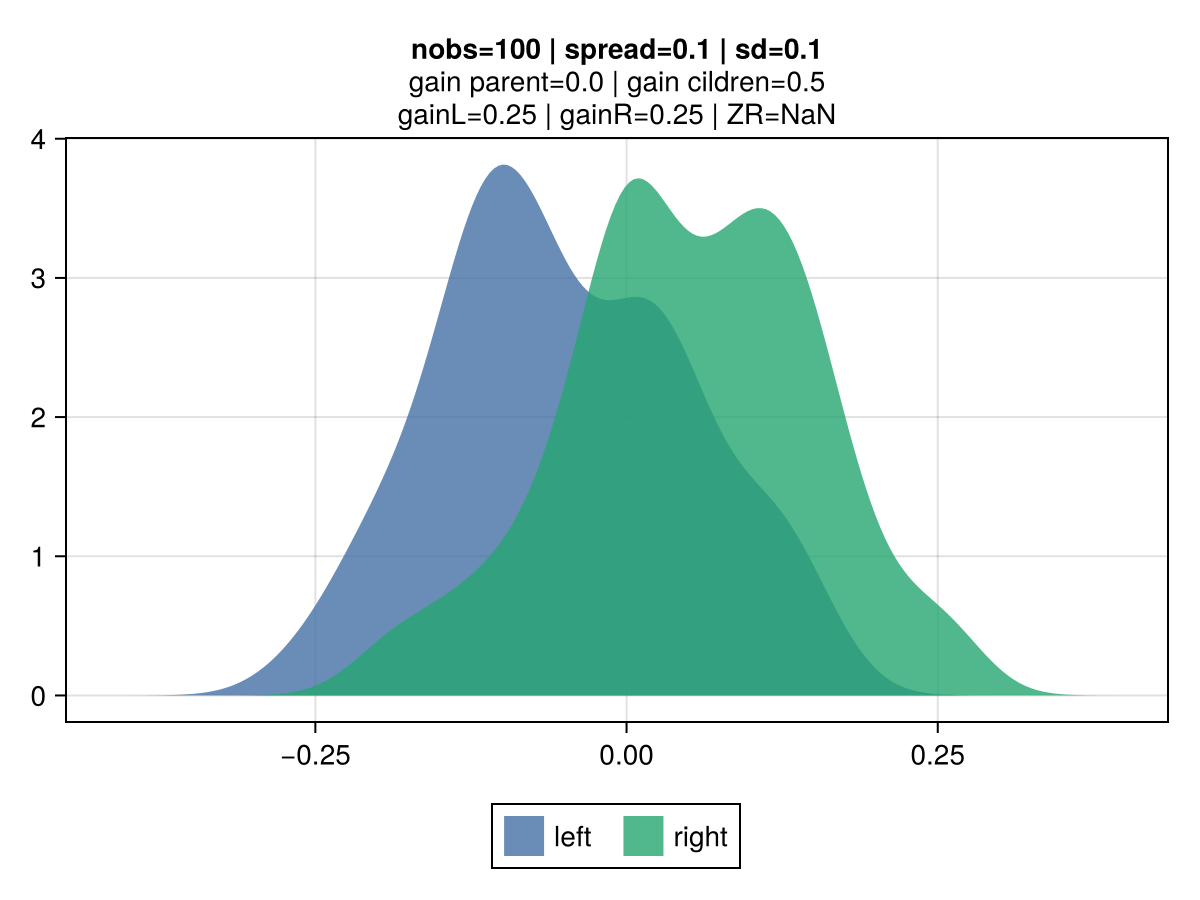 nobs=100 | spread=0.1 | sd=0.1
gain parent=0.0 | gain cildren=0.5
gainL=0.25 | gainR=0.25 | ZR=NaN
4
3
2
1
0
−0.25 0.00 0.25
left right